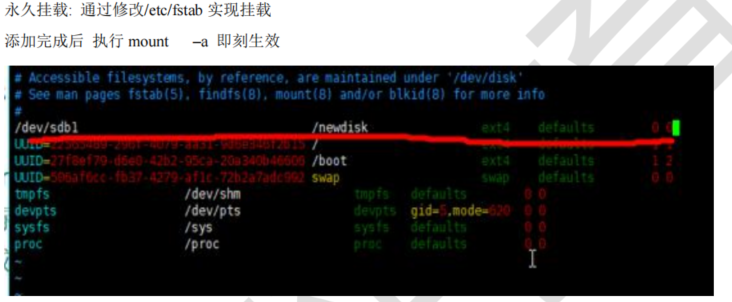 永久挂载: 通过修改/etc/fstab 实现挂载
添加完成后 执行 mount –a 即刻生效
# Accessible filesystems, by reference, are maintained under '/dev/disk'
# See man pages fstab(5), findfs(8), mount(8) and/or blkid(8) for more info
#
/dev/sdb1 /newdisk ext4 defaults 0 0
UUID= /
UUID=27f8ef79-d6e0-42b2-95ca-20a340b46606 /boot ext4 defaults 1 2
UUID=506af6cc-fb37-4279-af1c-72b2a7adc092 swap swap defaults 0 0
tmpfs /dev/shm tmpfs defaults 0 0
devpts /dev/pts devpts gid=5,mode=620 0 0
sysfs /sys sysfs defaults 0 0
proc /proc proc defaults 0 0
~
~